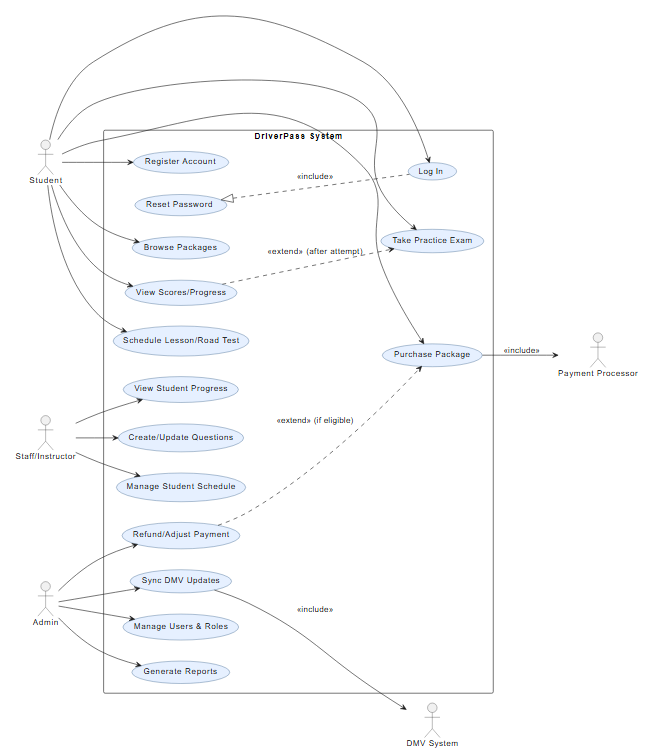 DriverPass System
Register Account
Log In
«include»
Student
Reset Password
Take Practice Exam
Browse Packages
«extend» (after attempt)
View Scores/Progress
Schedule Lesson/Road Test
Purchase Package
«include»
Payment Processor
View Student Progress
«extend» (if eligible)
Create/Update Questions
Staff/Instructor
Manage Student Schedule
Refund/Adjust Payment
Sync DMV Updates
«include»
Admin
Manage Users & Roles
Generate Reports
DMV System